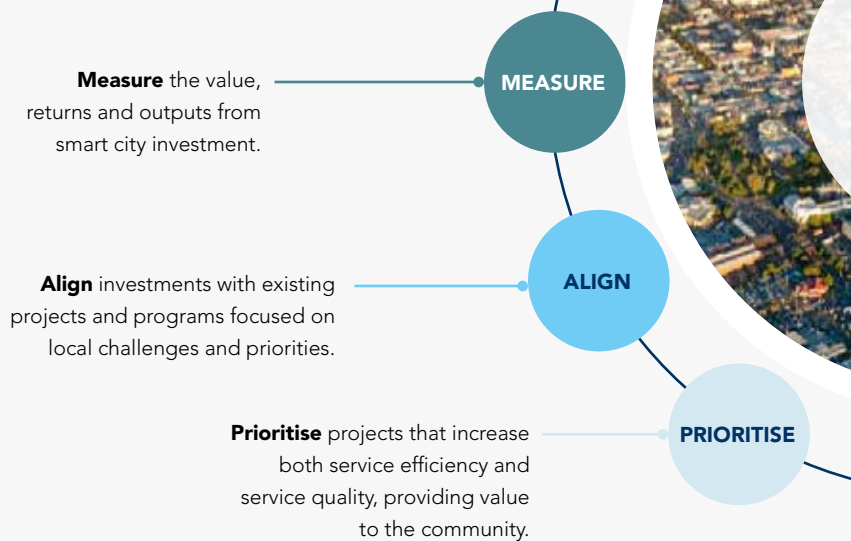 Measure the value,
returns and outputs from
smart city investment.
MEASURE
Align investments with existing
projects and programs focused on
local challenges and priorities.
ALIGN
Prioritise projects that increase
both service efficiency and
service quality, providing value
to the community.
PRIORITISE